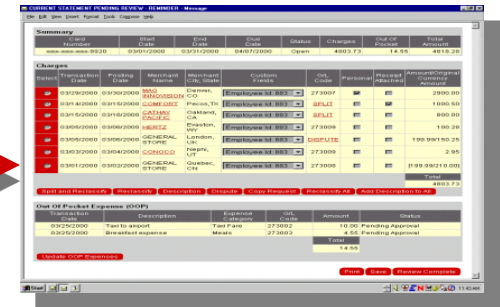 CURRENT STATEMENT PENDING REVIEW - REMINDER - Message
File Edit View Insert Format Tools Compose Help
Summary
Card Number Start Date End Date Due Date Status Charges Out Of Pocket Total Amount
03/01/2000 03/31/2000 04/07/2000 Open 4803.73 14.55 4818.28
Charges
Select Transaction Date Posting Date Merchant Name Merchant City, State Custom Fields G/L Code Personal Receipt Attached Amount/Original Currency Amount
03/29/2000 03/30/2000 MAG INNOVISION Denver, CO Employee Id: 883 273007 2900.00
03/14/2000 03/15/2000 COMFORT Pecos, TX Employee Id: 883 SPLIT 1000.50
03/15/2000 03/16/2000 CATHAY PACIFIC Oakland, CA Employee Id: 883 SPLIT 800.00
03/05/2000 03/06/2000 HERTZ Evanston, WY Employee Id: 883 273009 100.28
03/05/2000 03/06/2000 GENERAL STORE London, UK Employee Id: 883 DISPUTE 199.99/150.25
03/03/2000 03/04/2000 CONOCO Nephi, UT Employee Id: 883 273009 2.95
03/01/2000 03/02/2000 GENERAL STORE Quebec, CN Employee Id: 883 273008 [199.99/210.00]
Total
4803.73
Split and Reclassify Reclassify Description Dispute Copy Request Reclassify All Add Description to All
Out Of Pocket Expense (OOP)
Transaction Date Description Expense Category G/L Code Amount Status
03/25/2000 Taxi to airport Taxi Fare 273002 10.00 Pending Approval
03/25/2000 Breakfast expense Meals 273003 4.55 Pending Approval
Total
14.55
Update OOP Expenses
Print Save Review Complete
Start 11:43 AM